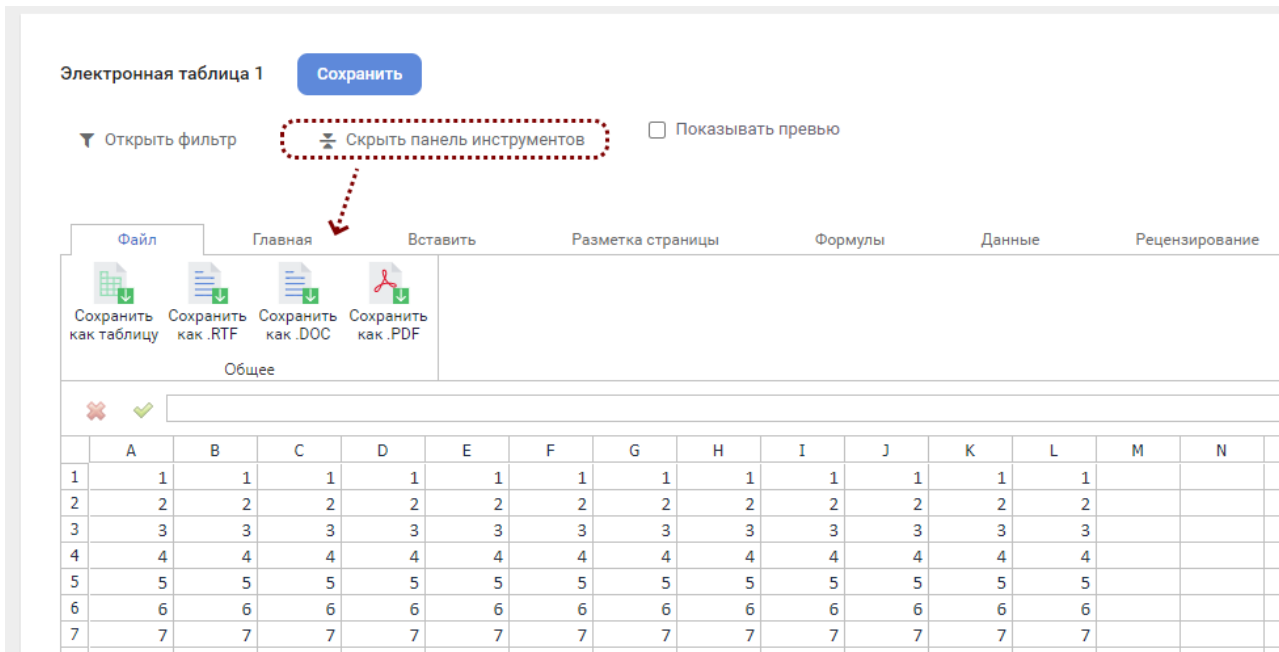 Электронная таблица 1 Сохранить
Открыть фильтр Скрыть панель инструментов Показывать превью
Файл Главная Вставить Разметка страницы Формулы Данные Рецензирование
Сохранить Сохранить Сохранить Сохранить
как таблицу как .RTF как .DOC как .PDF
Общее
A B C D E F G H I J K L M N
1 1 1 1 1 1 1 1 1 1 1 1 1
2 2 2 2 2 2 2 2 2 2 2 2 2
3 3 3 3 3 3 3 3 3 3 3 3 3
4 4 4 4 4 4 4 4 4 4 4 4 4
5 5 5 5 5 5 5 5 5 5 5 5 5
6 6 6 6 6 6 6 6 6 6 6 6 6
7 7 7 7 7 7 7 7 7 7 7 7 7